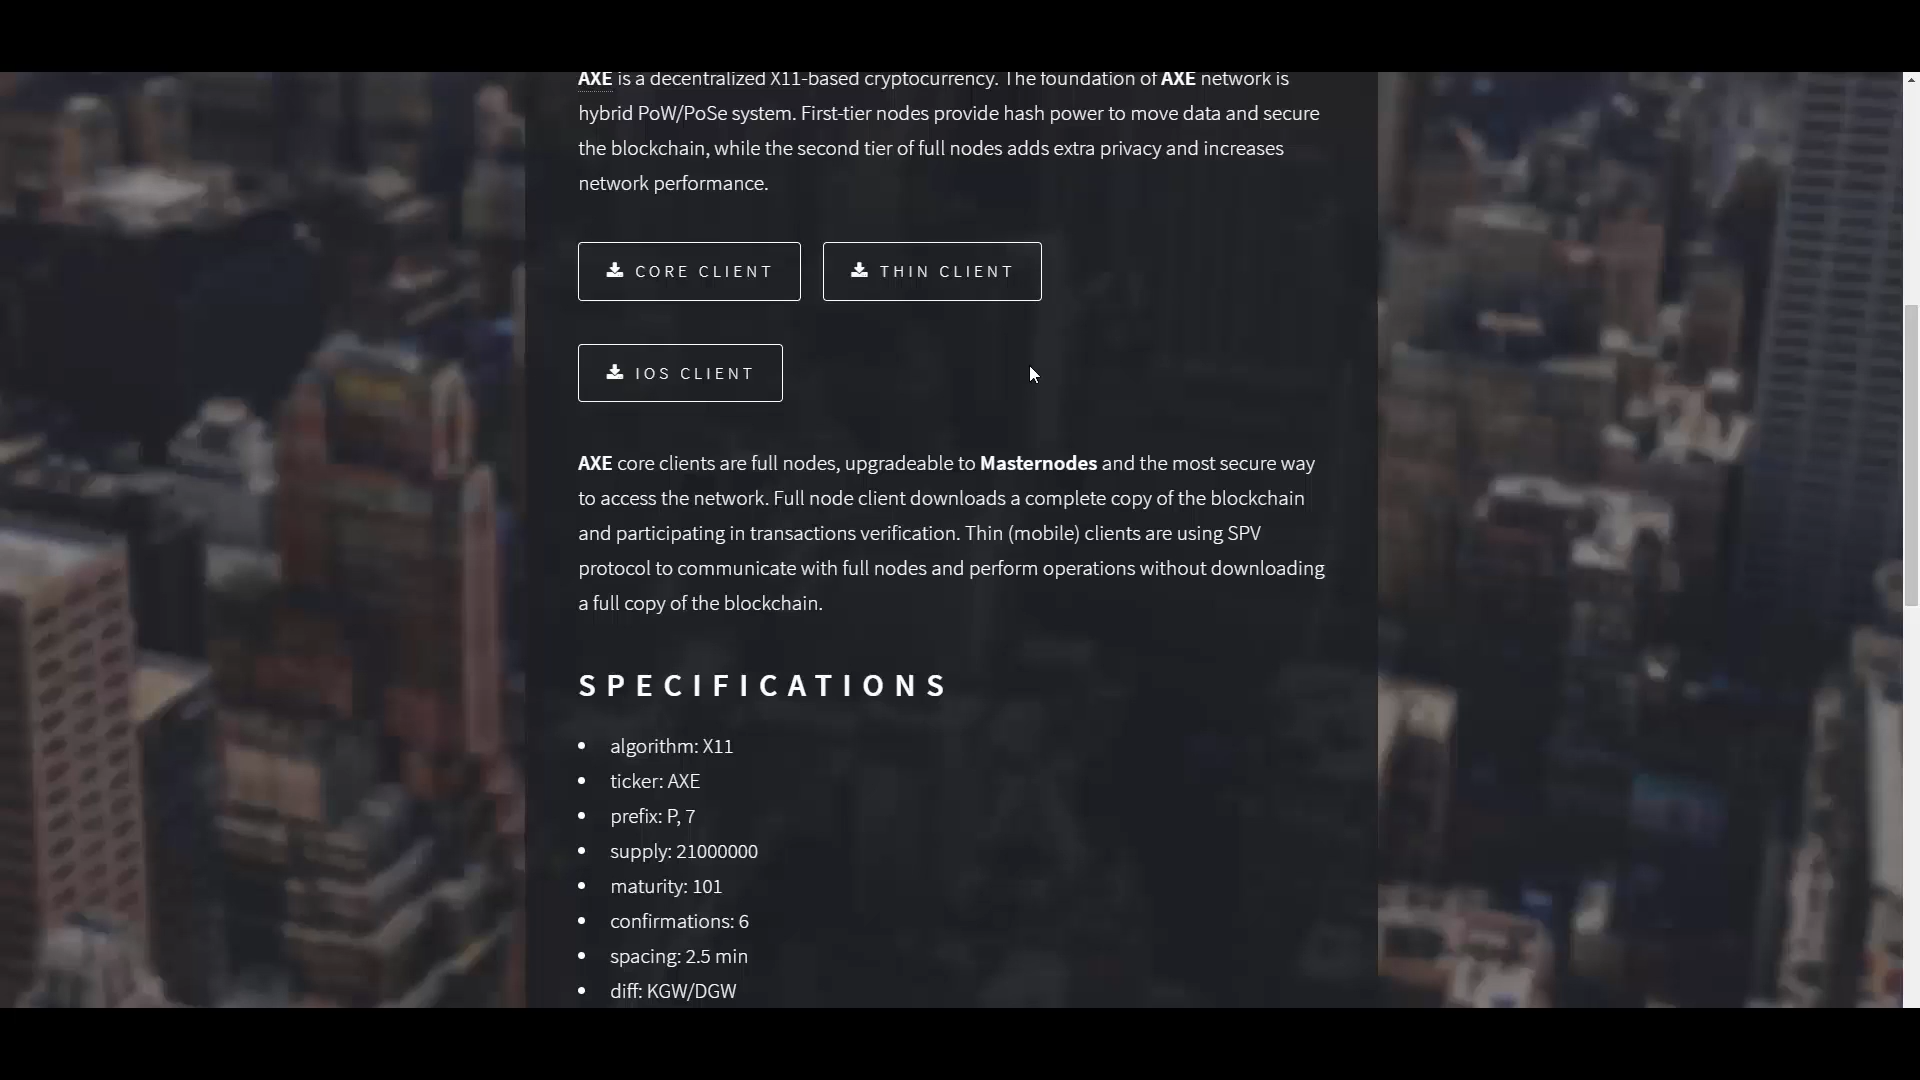 AXE is a decentralized X11-based cryptocurrency. The foundation of AXE network is
hybrid PoW/PoSe system. First-tier nodes provide hash power to move data and secure
the blockchain, while the second tier of full nodes adds extra privacy and increases
network performance.
CORE CLIENT
THIN CLIENT
IOS CLIENT
AXE core clients are full nodes, upgradeable to Masternodes and the most secure way
to access the network. Full node client downloads a complete copy of the blockchain
and participating in transactions verification. Thin (mobile) clients are using SPV
protocol to communicate with full nodes and perform operations without downloading
a full copy of the blockchain.
SPECIFICATIONS
• algorithm: X11
• ticker: AXE
• prefix: P, 7
• supply: 21000000
• maturity: 101
• confirmations: 6
• spacing: 2.5 min
• diff: KGW/DGW